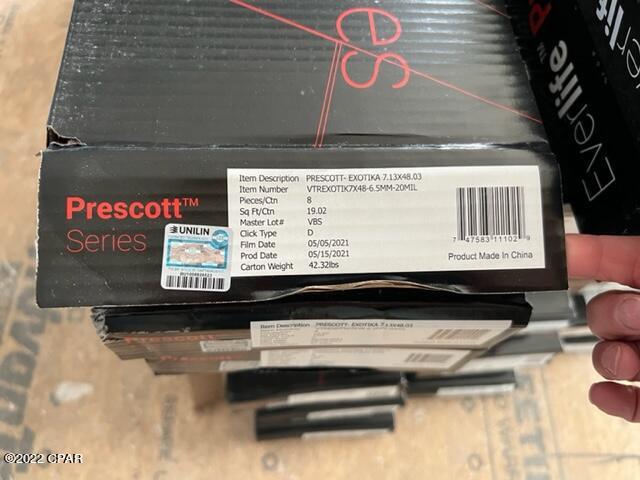 es
Everlife™ P
Prescott™
Series
UNILIN
Item Description PRESCOTT- EXOTIKA 7.13X48.03
Item Number VTREXOTIK7X48-6.5MM-20MIL
Pieces/Ctn 8
Sq Ft/Ctn 19.02
Master Lot# VBS
Click Type D
Film Date 05/05/2021
Prod Date 05/15/2021
Carton Weight 42.32lbs
7 47583 11102 9
Product Made In China
Item Description PRESCOTT- EXOTIKA 7.13X48.03
©2022 CPAR